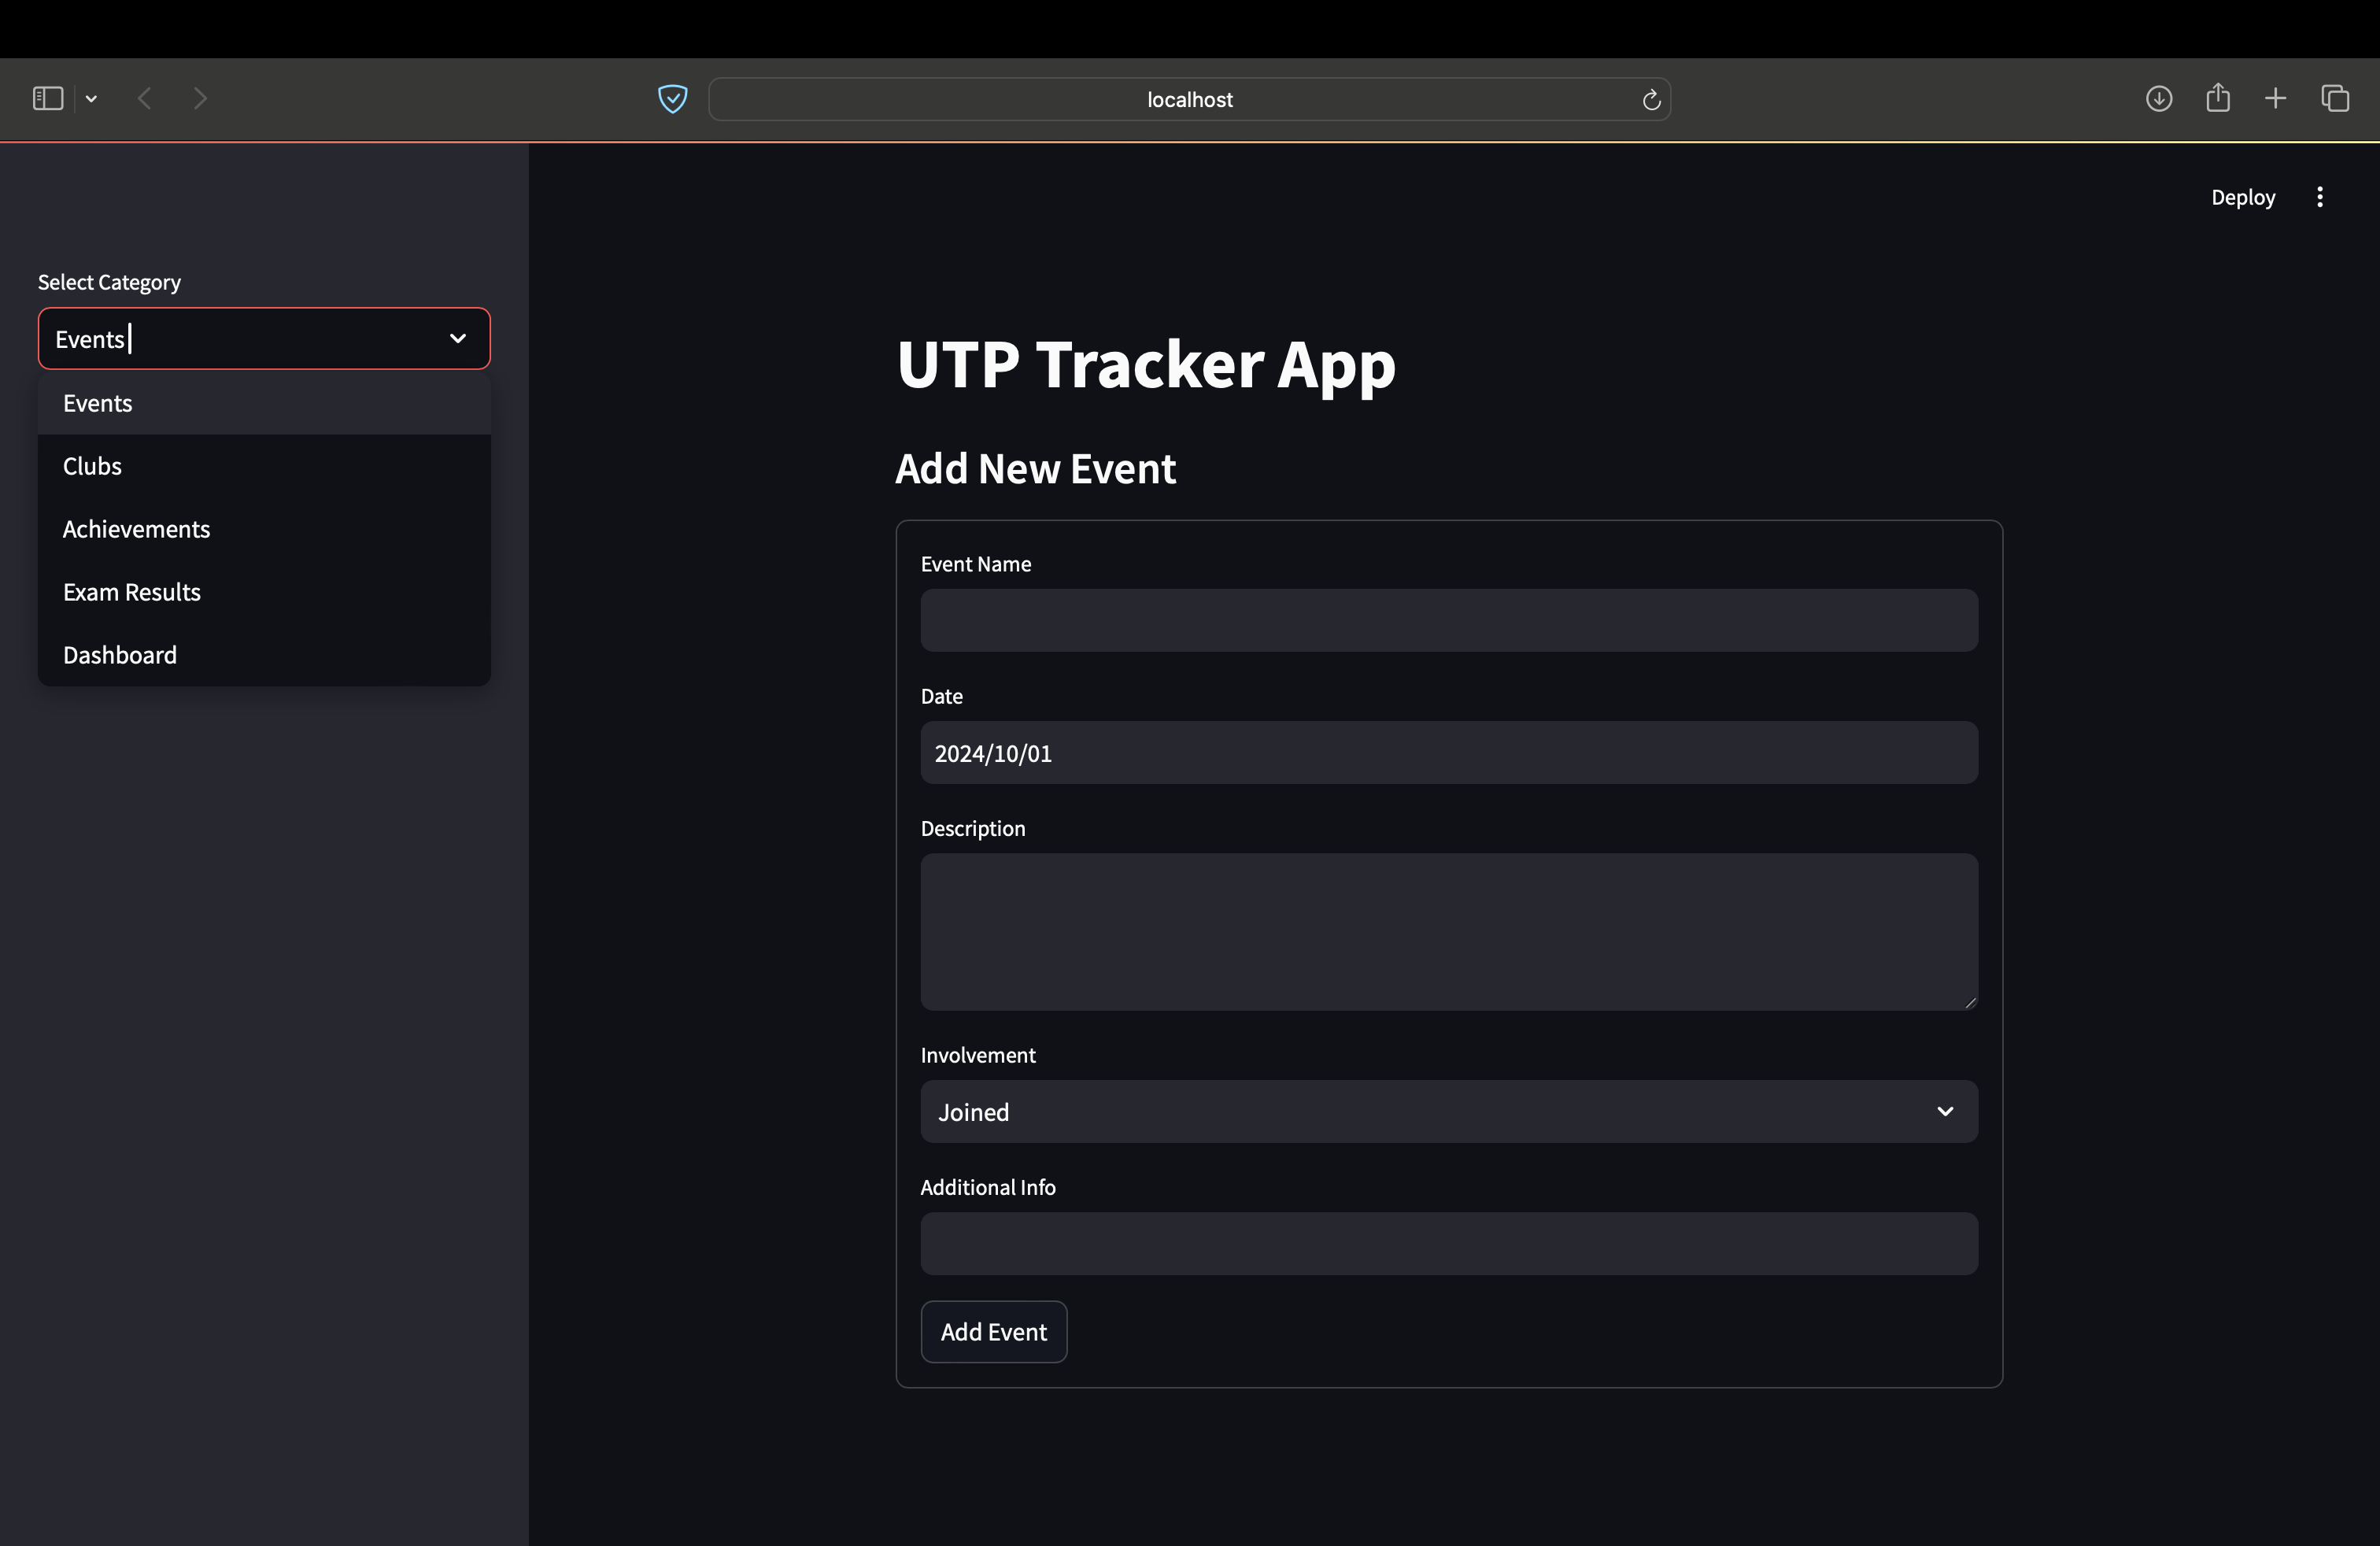 localhost
Deploy
Select Category
Events
Events
Clubs
Achievements
Exam Results
Dashboard
UTP Tracker App
Add New Event
Event Name
Date
2024/10/01
Description
Involvement
Joined
Additional Info
Add Event